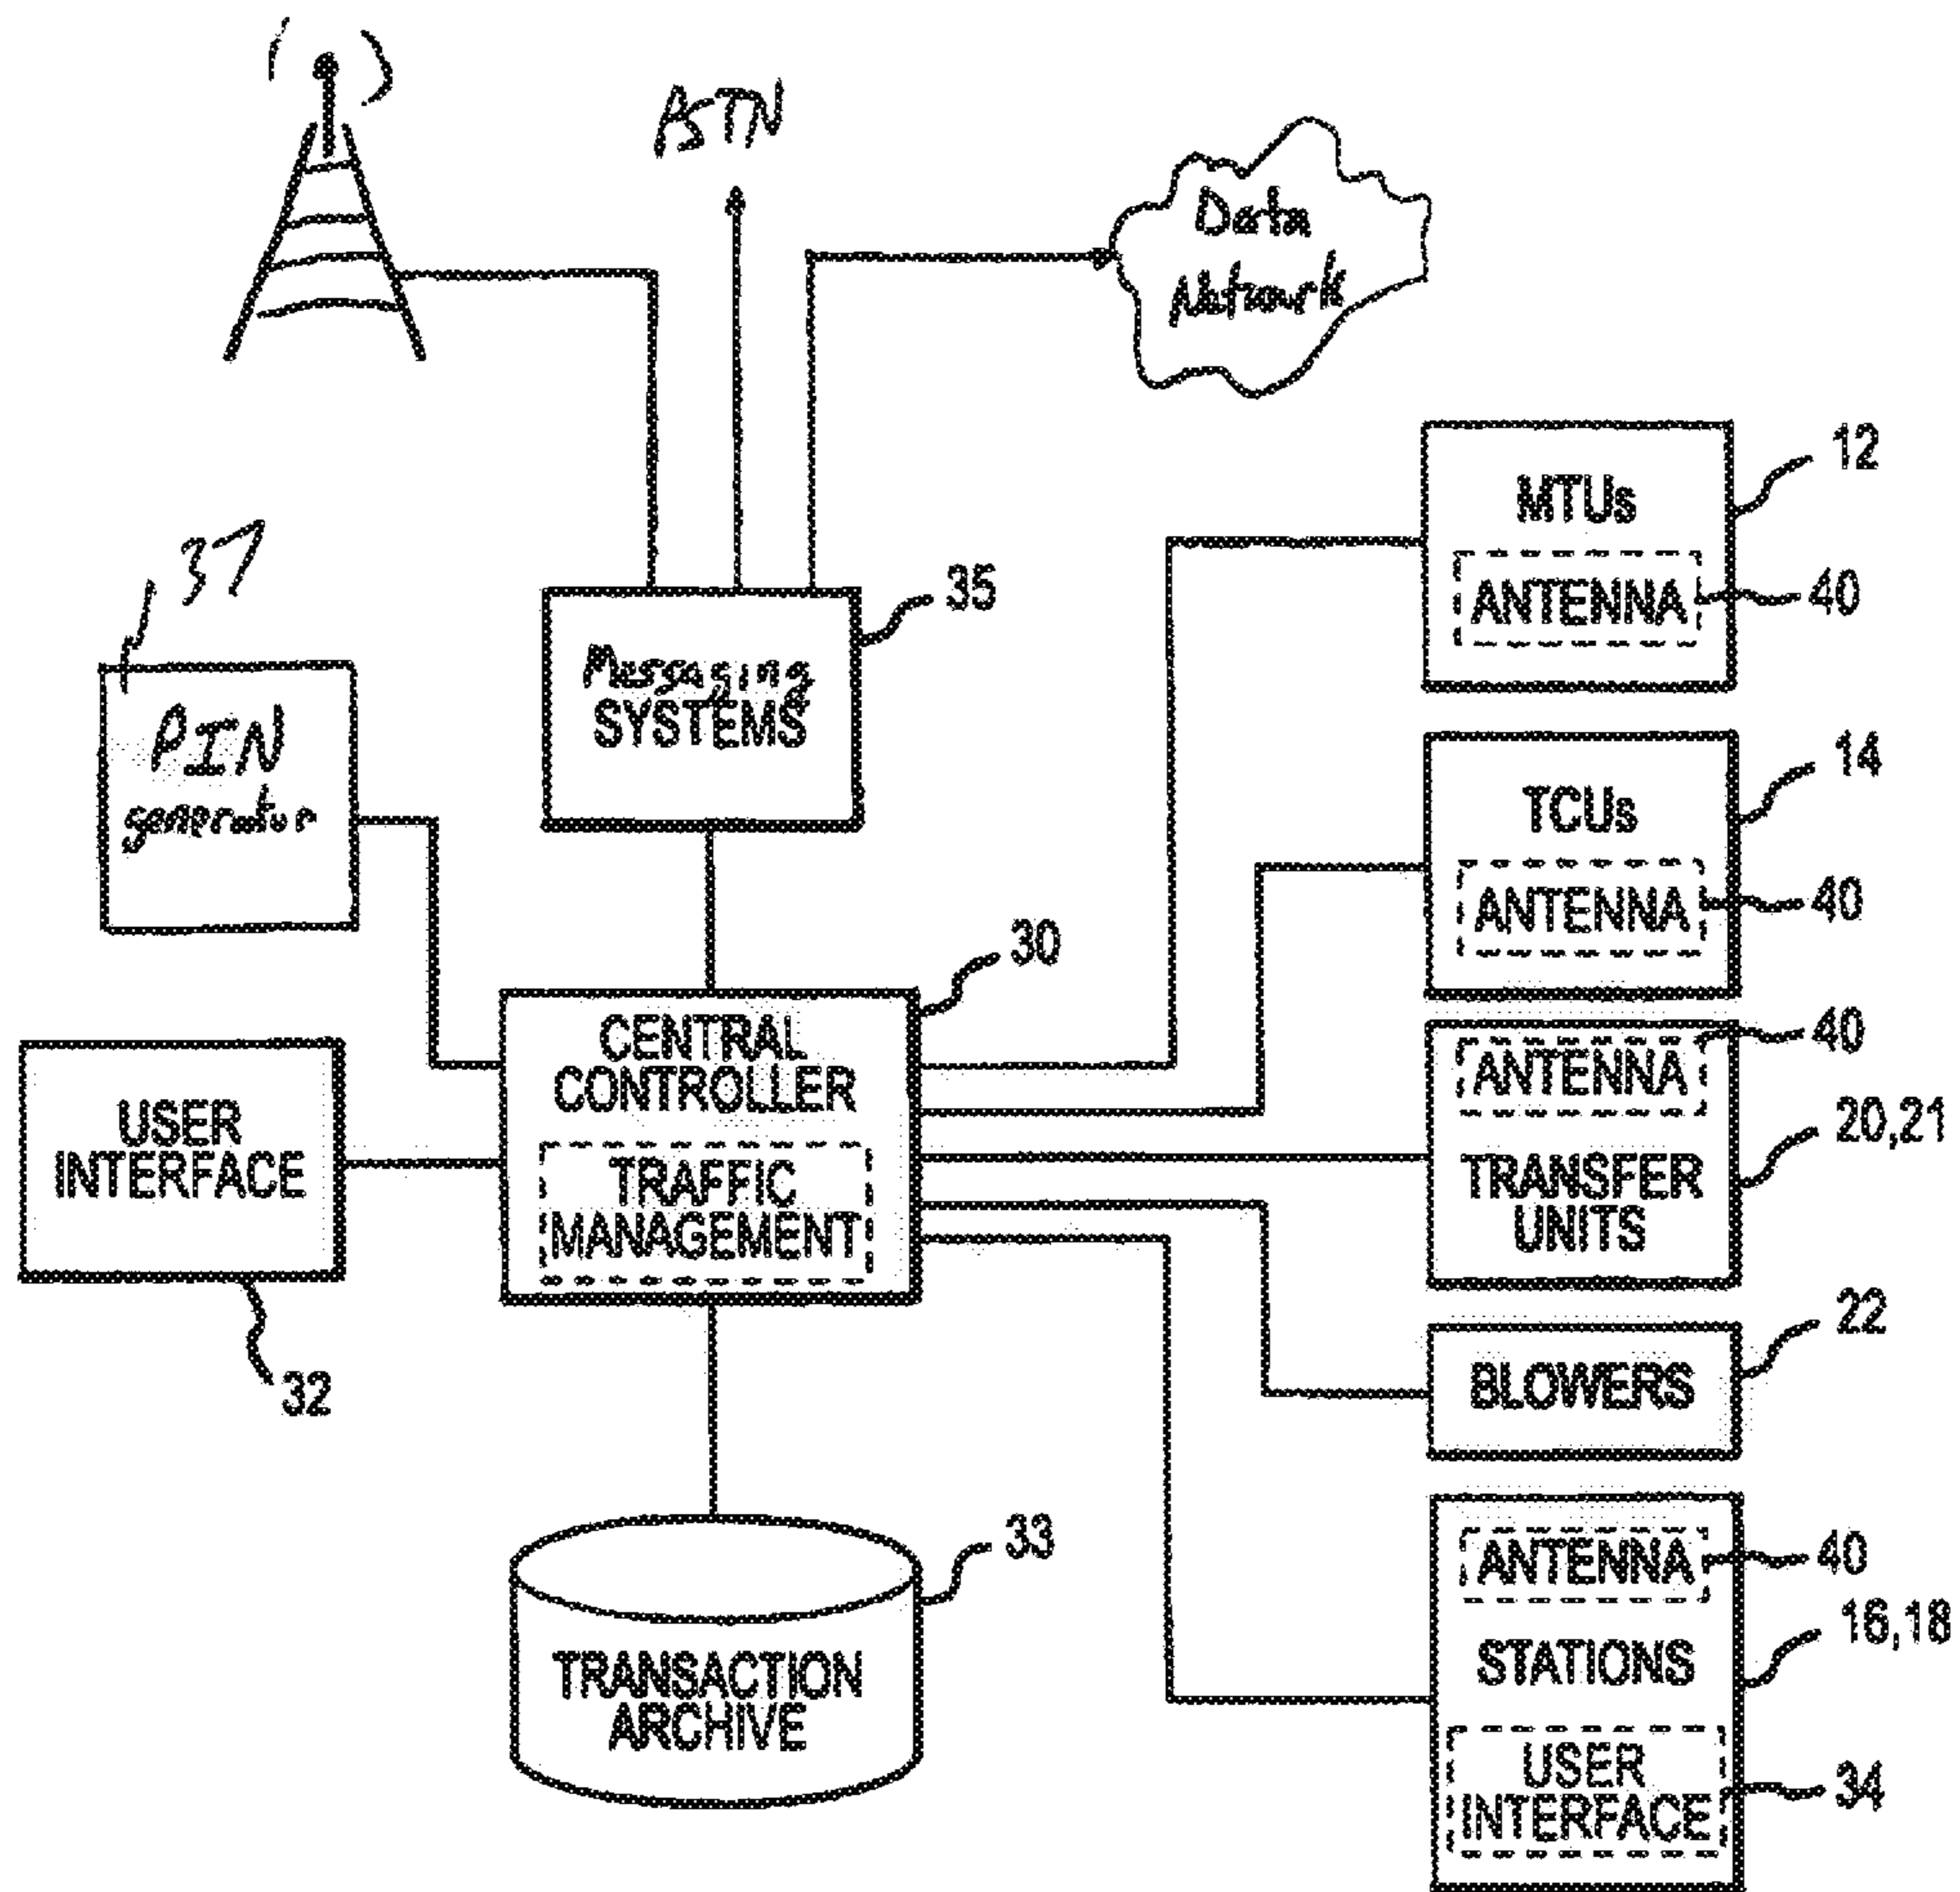 PSTN
Data
Network
12
MTUs
ANTENNA
40
37
35
Messaging
SYSTEMS
PIN
generator
14
TCUs
ANTENNA
40
30
CENTRAL
CONTROLLER
TRAFFIC
MANAGEMENT
40
ANTENNA
20,21
TRANSFER
UNITS
USER
INTERFACE
32
22
BLOWERS
33
TRANSACTION
ARCHIVE
ANTENNA
40
16,18
STATIONS
USER
INTERFACE
34